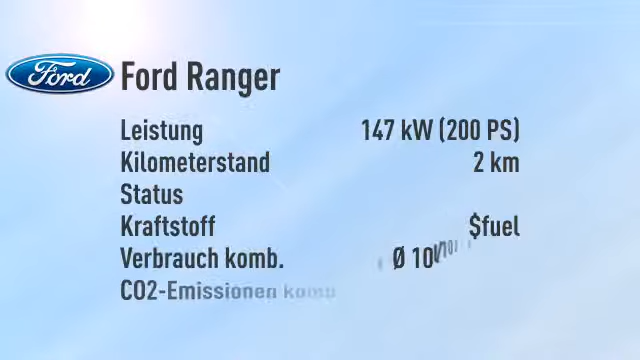 Ford
Ford Ranger
Leistung 147 kW (200 PS)
Kilometerstand 2 km
Status
Kraftstoff $fuel
Verbrauch komb. Ø 10
CO2-Emissionen komb